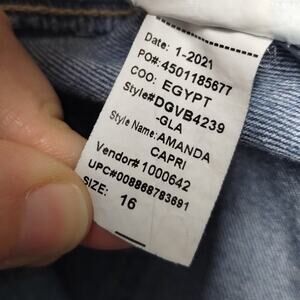 Date: 1-2021
PO#:4501185677
COO: EGYPT
Style#DGVB4239
-GLA
Style Name:AMANDA
CAPRI
Vendor# 1000642
UPC#008868783691
SIZE: 16